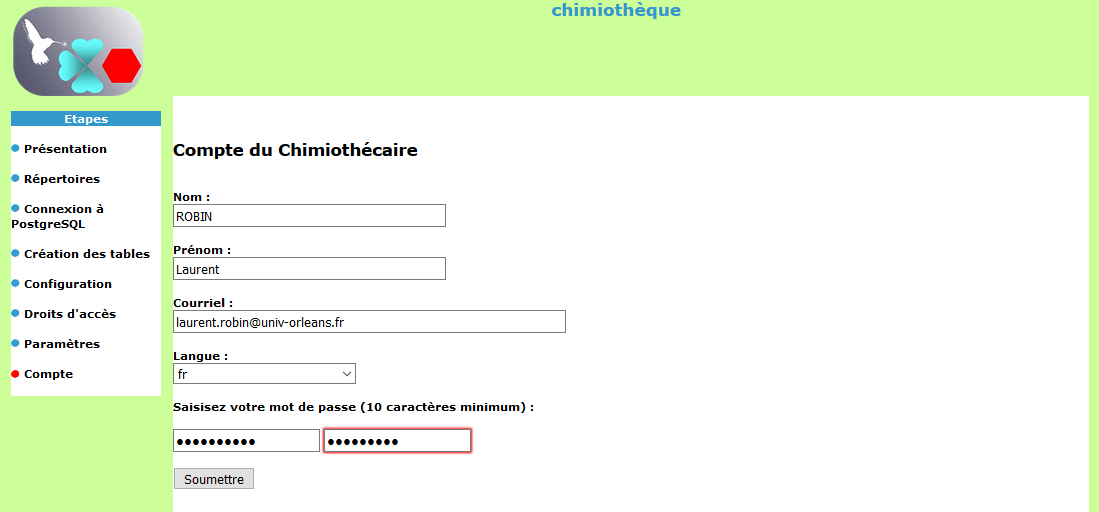 chimiothèque
Etapes
Présentation
Répertoires
Connexion à
PostgreSQL
Création des tables
Configuration
Droits d'accès
Paramètres
Compte
Compte du Chimiothécaire
Nom :
ROBIN
Prénom :
Laurent
Courriel :
laurent.robin@univ-orleans.fr
Langue :
fr
Saisisez votre mot de passe (10 caractères minimum) :
●●●●●●●●●● ●●●●●●●●●
Soumettre